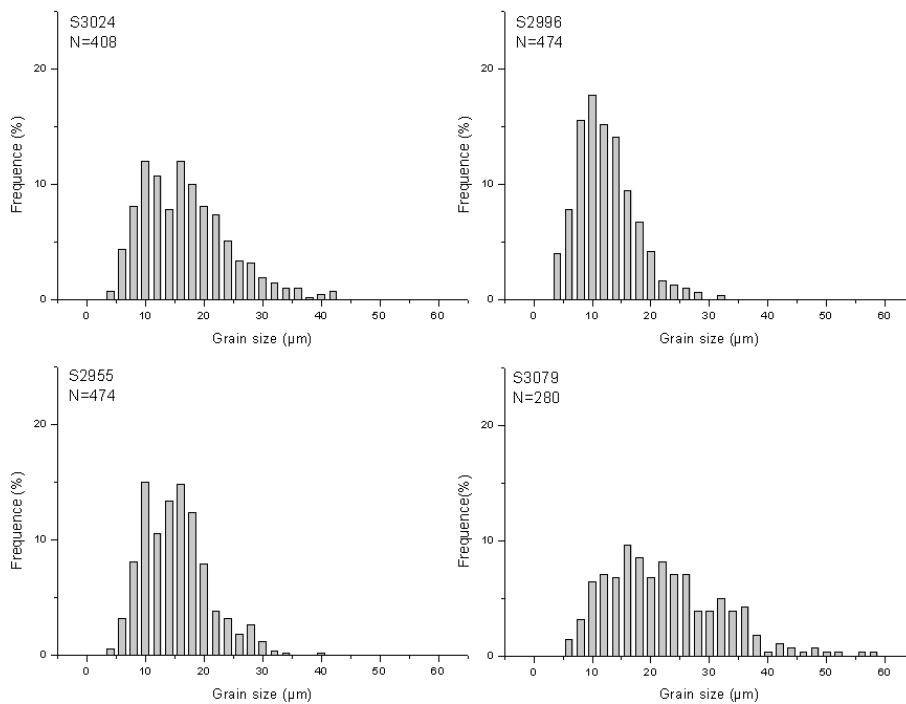 S3024
N=408
20
10
0
Frequence (%)
0 10 20 30 40 50 60
Grain size (µm)
S2996
N=474
20
10
0
Frequence (%)
0 10 20 30 40 50 60
Grain size (µm)
S2955
N=474
20
10
0
Frequence (%)
0 10 20 30 40 50 60
Grain size (µm)
S3079
N=280
20
10
0
Frequence(%)
0 10 20 30 40 50 60
Grain size (µm)